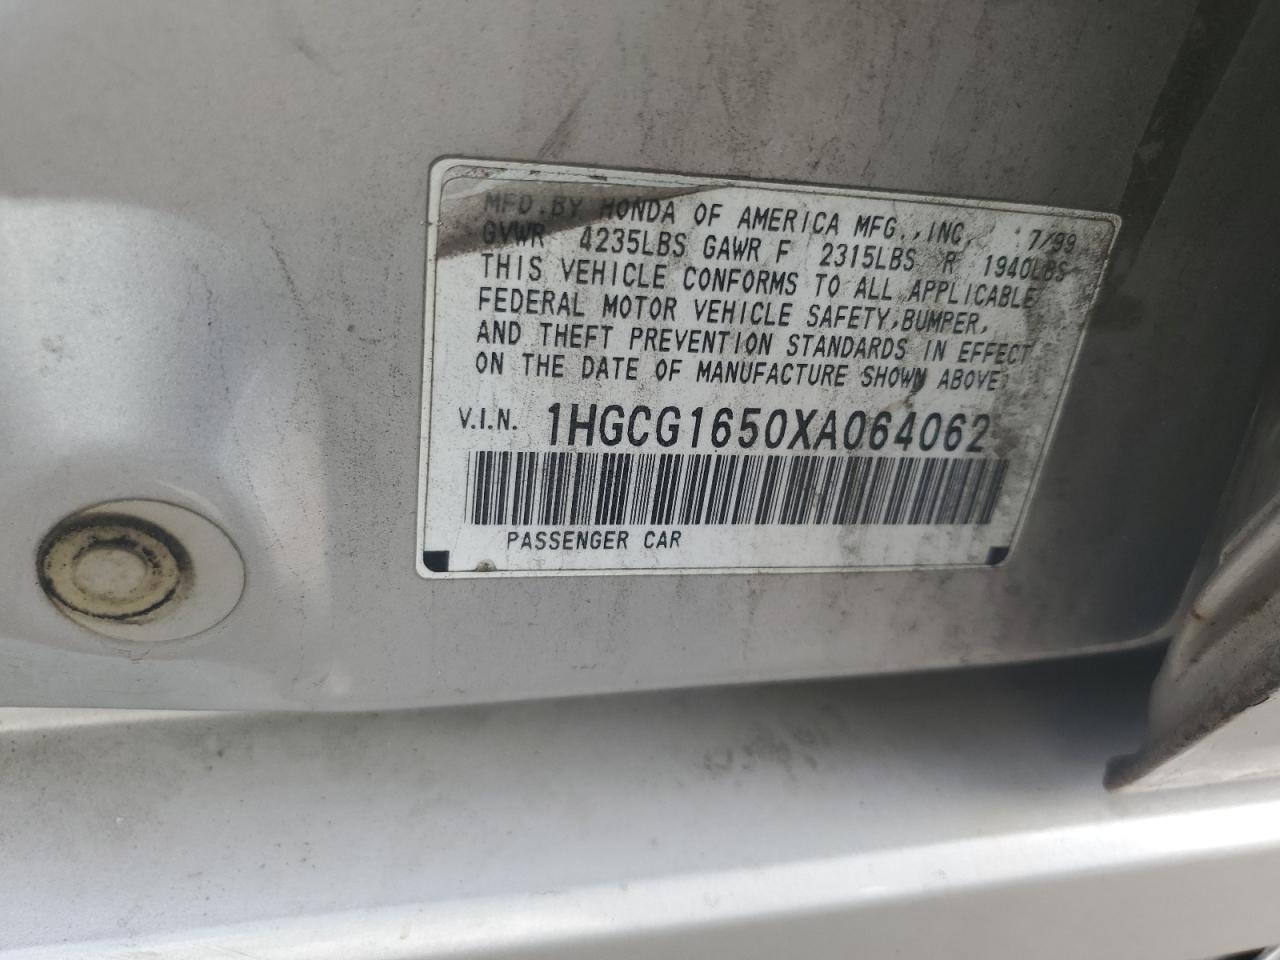 MFD. BY HONDA OF AMERICA MFG., INC, 7/99
GVWR 4235LBS GAWR F 2315LBS R 1940LBS
THIS VEHICLE CONFORMS TO ALL APPLICABLE
FEDERAL MOTOR VEHICLE SAFETY, BUMPER,
AND THEFT PREVENTION STANDARDS IN EFFECT
ON THE DATE OF MANUFACTURE SHOWN ABOVE.
V.I.N. 1HGCG1650XA064062
PASSENGER CAR